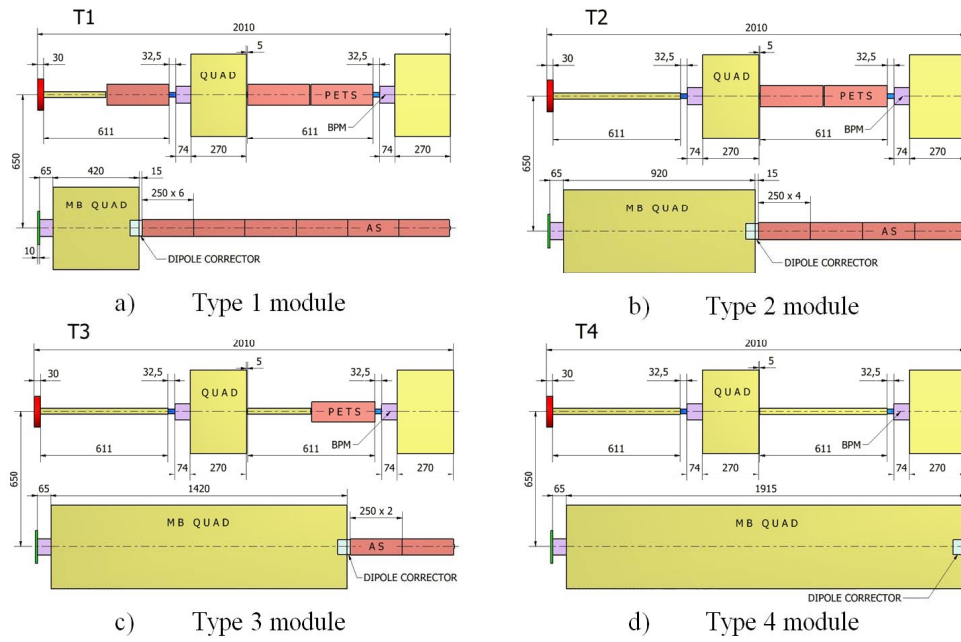 T1
2010
30
32,5
5
32,5
QUAD
PETS
BPM
611
611
74
270
74
270
650
65
420
15
250 x 6
MB QUAD
AS
10
DIPOLE CORRECTOR
a) Type 1 module
T2
2010
30
32,5
5
32,5
QUAD
PETS
BPM
611
611
74
270
74
270
650
65
920
15
250 x 4
MB QUAD
AS
DIPOLE CORRECTOR
b) Type 2 module
T3
2010
30
32,5
5
32,5
QUAD
PETS
BPM
611
611
74
270
74
270
650
65
1420
250 x 2
MB QUAD
AS
DIPOLE CORRECTOR
c) Type 3 module
T4
2010
30
32,5
5
32,5
QUAD
BPM
611
611
74
270
74
270
650
65
1915
MB QUAD
DIPOLE CORRECTOR
d) Type 4 module